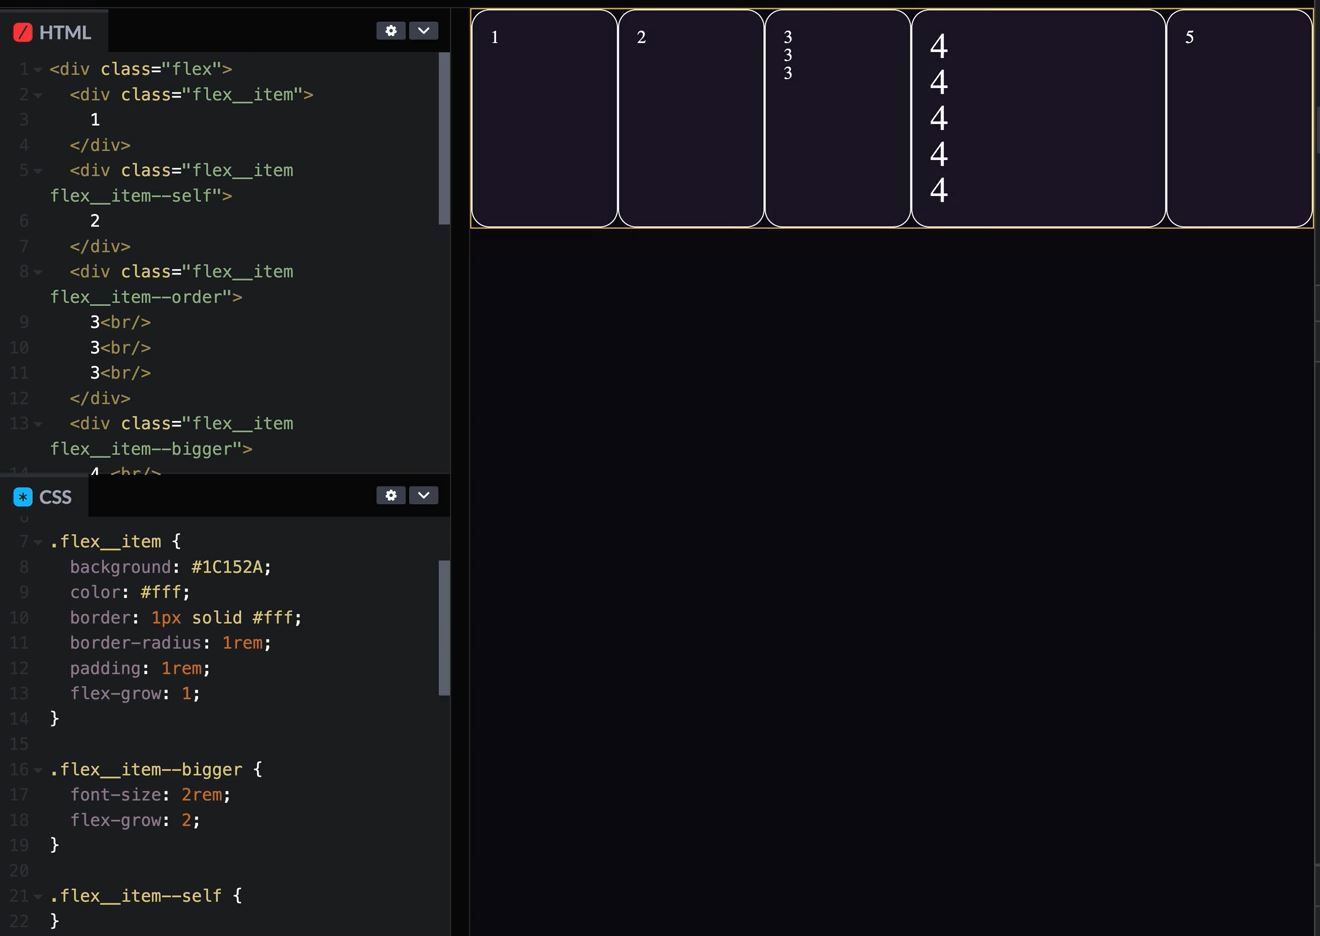 HTML
1 <div class="flex">
2 <div class="flex__item">
3 1
4 </div>
5 <div class="flex__item
flex__item--self">
6 2
7 </div>
8 <div class="flex__item
flex__item--order">
9 3<br/>
10 3<br/>
11 3<br/>
12 </div>
13 <div class="flex__item
flex__item--bigger">
14 4 <br/>
* CSS
6
7 .flex__item {
8 background: #1C152A;
9 color: #fff;
10 border: 1px solid #fff;
11 border-radius: 1rem;
12 padding: 1rem;
13 flex-grow: 1;
14 }
15
16 .flex__item--bigger {
17 font-size: 2rem;
18 flex-grow: 2;
19 }
20
21 .flex__item--self {
22 }
1
2
3
3
3
4
4
4
4
4
5